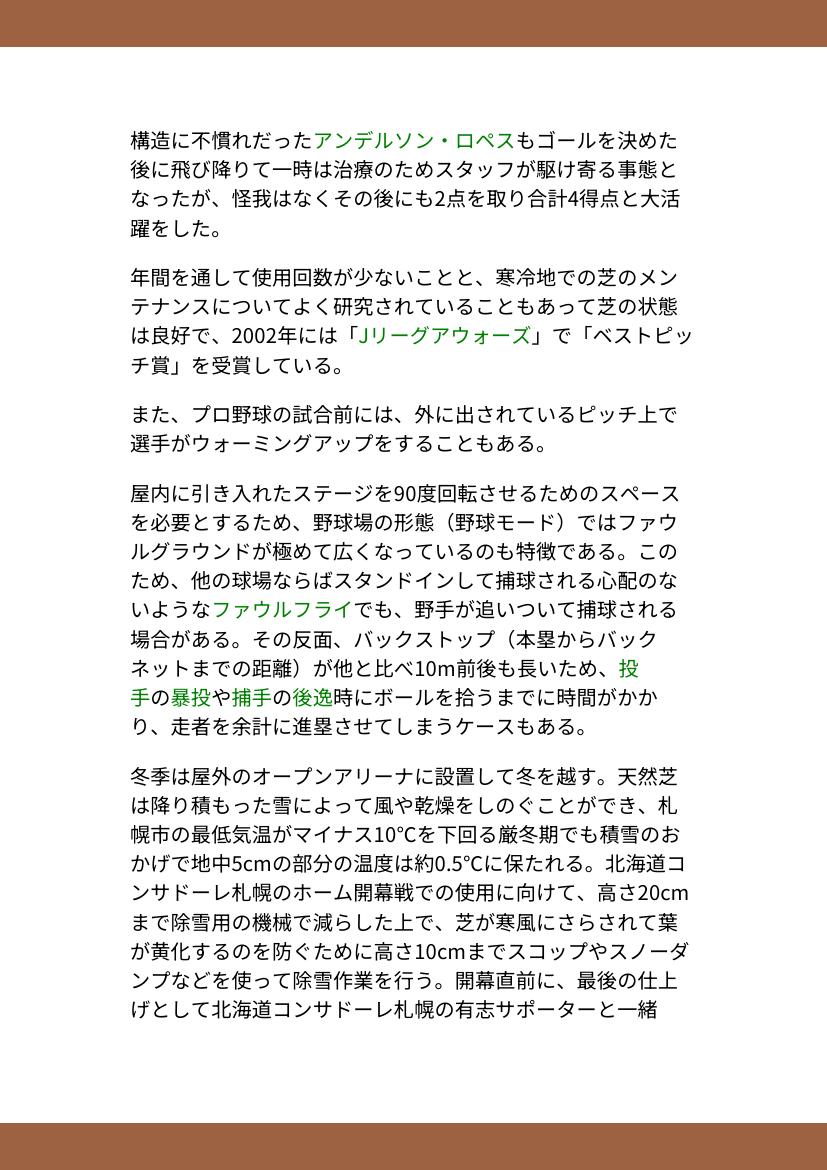 構造に不慣れだったアンデルソン・ロペスもゴールを決めた
後に飛び降りて一時は治療のためスタッフが駆け寄る事態と
なったが、怪我はなくその後にも2点を取り合計4得点と大活
躍をした。
年間を通して使用回数が少ないことと、寒冷地での芝のメン
テナンスについてよく研究されていることもあって芝の状態
は良好で、2002年には「Jリーグアウォーズ」で「ベストピッ
チ賞」を受賞している。
また、プロ野球の試合前には、外に出されているピッチ上で
選手がウォーミングアップをすることもある。
屋内に引き入れたステージを90度回転させるためのスペース
を必要とするため、野球場の形態（野球モード）ではファウ
ルグラウンドが極めて広くなっているのも特徴である。この
ため、他の球場ならばスタンドインして捕球される心配のな
いようなファウルフライでも、野手が追いついて捕球される
場合がある。その反面、バックストップ（本塁からバック
ネットまでの距離）が他と比べ10m前後も長いため、投
手の暴投や捕手の後逸時にボールを拾うまでに時間がかか
り、走者を余計に進塁させてしまうケースもある。
冬季は屋外のオープンアリーナに設置して冬を越す。天然芝
は降り積もった雪によって風や乾燥をしのぐことができ、札
幌市の最低気温がマイナス10℃を下回る厳冬期でも積雪のお
かげで地中5cmの部分の温度は約0.5℃に保たれる。北海道コ
ンサドーレ札幌のホーム開幕戦での使用に向けて、高さ20cm
まで除雪用の機械で減らした上で、芝が寒風にさらされて葉
が黄化するのを防ぐために高さ10cmまでスコップやスノーダ
ンプなどを使って除雪作業を行う。開幕直前に、最後の仕上
げとして北海道コンサドーレ札幌の有志サポーターと一緒